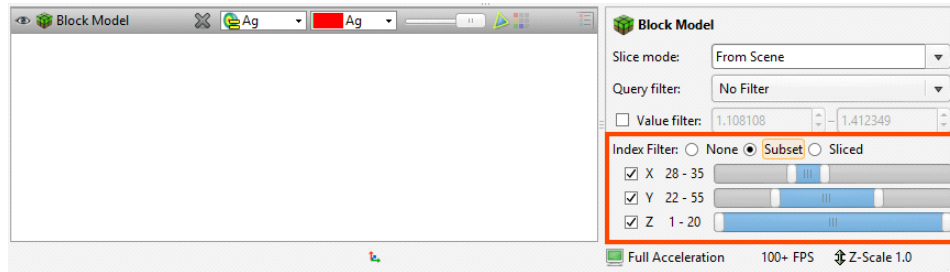 Block Model Ag Ag
Block Model
Slice mode: From Scene
Query filter: No Filter
Value filter: 1.108108 – 1.412349
Index Filter: None Subset Sliced
X 28 - 35
Y 22 - 55
Z 1 - 20
Full Acceleration 100+ FPS Z-Scale 1.0